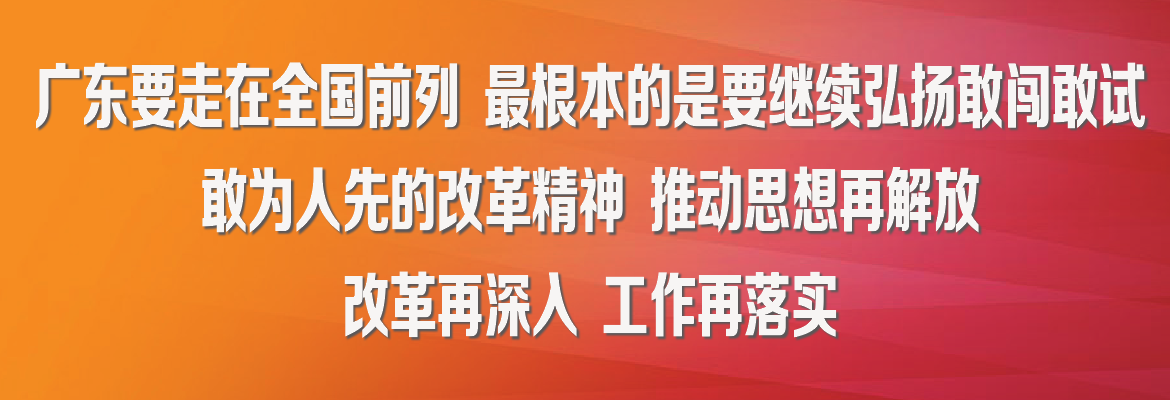 广东要走在全国前列 最根本的是要继续弘扬敢闯敢试
敢为人先的改革精神 推动思想再解放
改革再深入 工作再落实